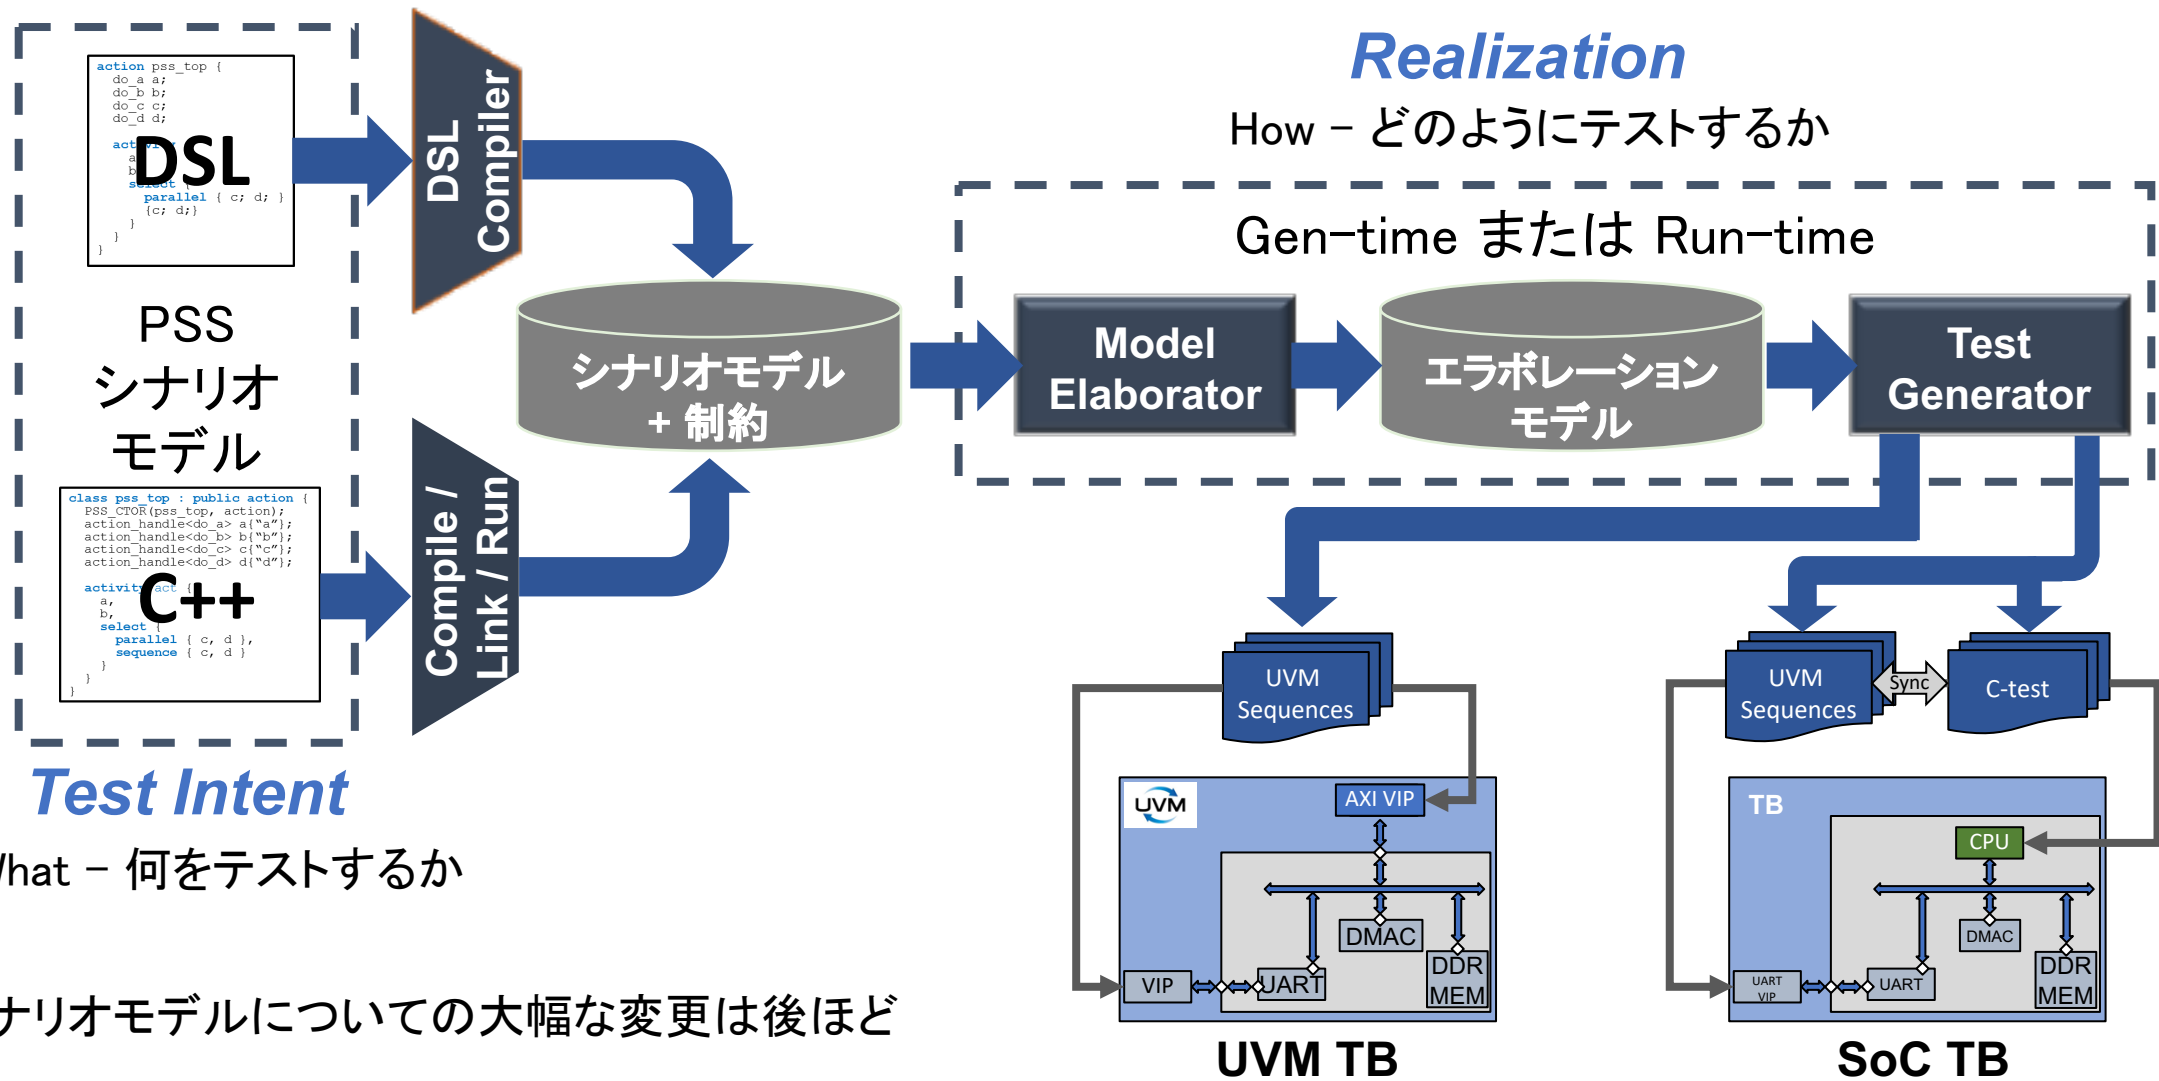 action pss_top {
do_a a;
do_b b;
do_c c;
do_d d;
DSL
select {
parallel { c; d; }
{c; d;}
}
}
}
PSS
シナリオ
モデル
class pss_top : public action {
PSS_CTOR(pss_top, action);
action_handle<do_a> a{“a”};
action_handle<do_b> b{“b”};
action_handle<do_c> c{“c”};
action_handle<do_d> d{“d”};
activity act {
a,
b,
C++
select {
parallel { c, d },
sequence { c, d }
}
}
}
Test Intent
何をテストするか
DSL
Compiler
Compile /
Link / Run
シナリオモデル
+ 制約
Realization
How – どのようにテストするか
Gen-time または Run-time
Model
Elaborator
エラボレーション
モデル
Test
Generator
UVM
Sequences
UVM
AXI VIP
DMAC
DDR
MEM
VIP
UART
UVM TB
UVM
Sequences
Sync
C-test
TB
CPU
DMAC
DDR
MEM
UART
VIP
UART
SoC TB
ナリオモデルについての大幅な変更は後ほど